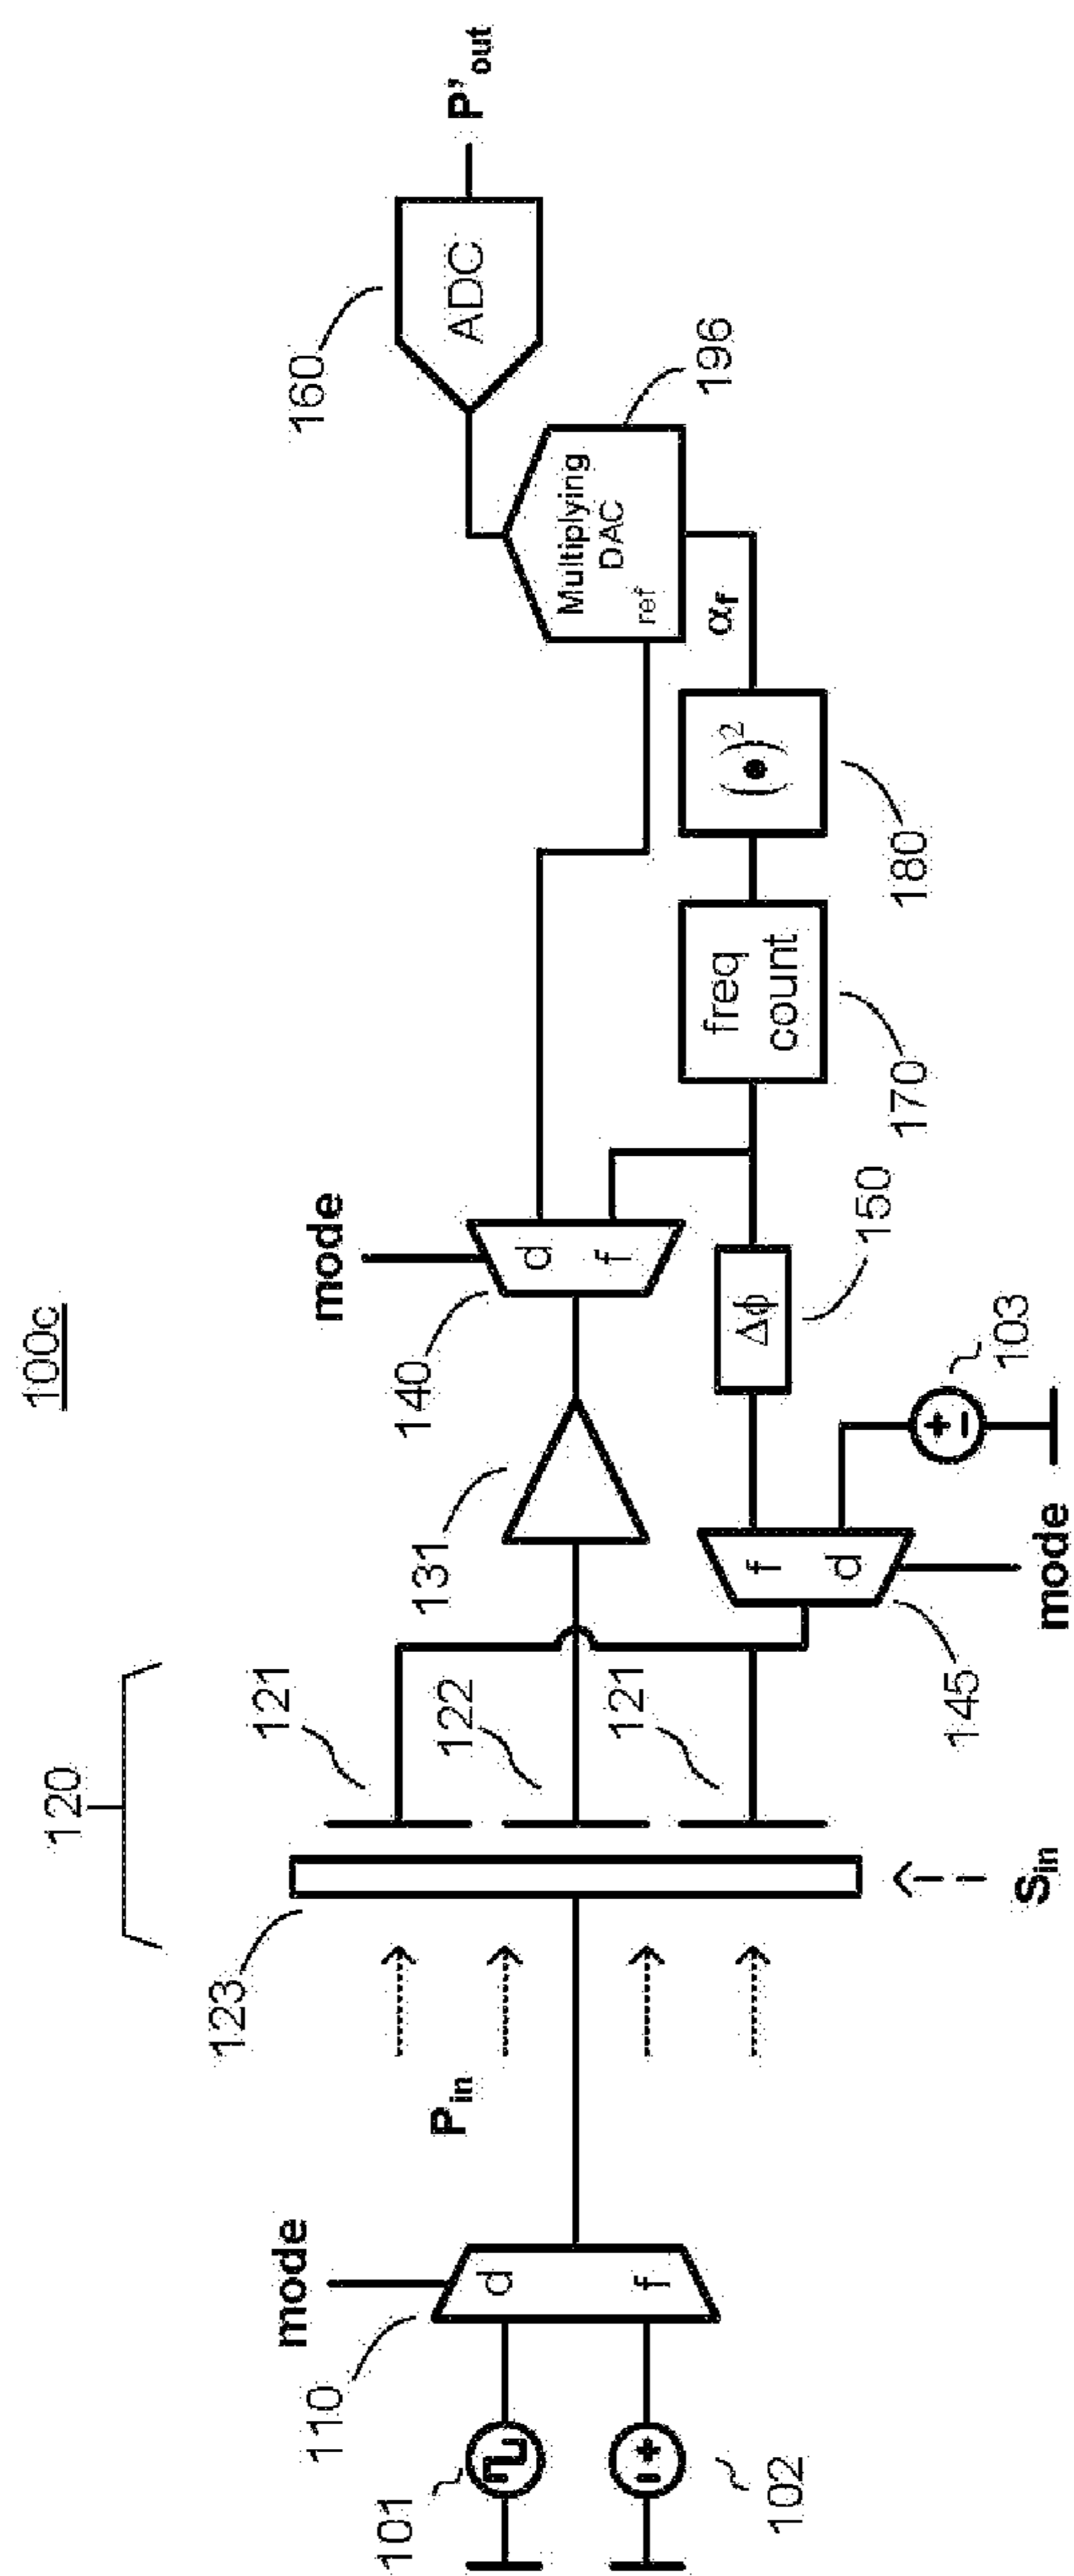 100c
120
123
121
122
121
131
140
mode
160
ADC
P'out
Multiplying
DAC
ref
196
αf
(•)²
180
freq
count
170
Δϕ
150
d
f
f
d
145
mode
103
+
−
Sin
Pin
mode
110
d
f
101
102
+
−